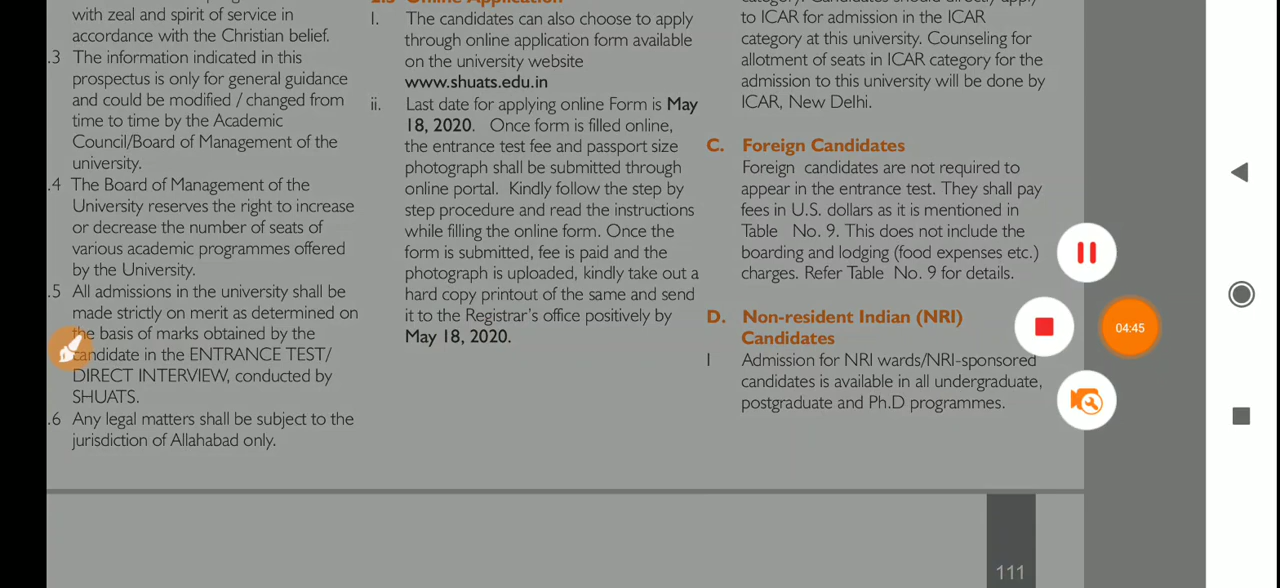 with zeal and spirit of service in
accordance with the Christian belief.
.3 The information indicated in this
prospectus is only for general guidance
and could be modified / changed from
time to time by the Academic
Council/Board of Management of the
university.
.4 The Board of Management of the
University reserves the right to increase
or decrease the number of seats of
various academic programmes offered
by the University.
.5 All admissions in the university shall be
made strictly on merit as determined on
the basis of marks obtained by the
candidate in the ENTRANCE TEST/
DIRECT INTERVIEW, conducted by
SHUATS.
.6 Any legal matters shall be subject to the
jurisdiction of Allahabad only.
2.3 Online Application
I. The candidates can also choose to apply
through online application form available
on the university website
www.shuats.edu.in
ii. Last date for applying online Form is May
18, 2020. Once form is filled online,
the entrance test fee and passport size
photograph shall be submitted through
online portal. Kindly follow the step by
step procedure and read the instructions
while filling the online form. Once the
form is submitted, fee is paid and the
photograph is uploaded, kindly take out a
hard copy printout of the same and send
it to the Registrar's office positively by
May 18, 2020.
category. Candidates should directly apply
to ICAR for admission in the ICAR
category at this university. Counseling for
allotment of seats in ICAR category for the
admission to this university will be done by
ICAR, New Delhi.
C. Foreign Candidates
Foreign candidates are not required to
appear in the entrance test. They shall pay
fees in U.S. dollars as it is mentioned in
Table No. 9. This does not include the
boarding and lodging (food expenses etc.)
charges. Refer Table No. 9 for details.
D. Non-resident Indian (NRI)
Candidates
I Admission for NRI wards/NRI-sponsored
candidates is available in all undergraduate,
postgraduate and Ph.D programmes.
04:45
111